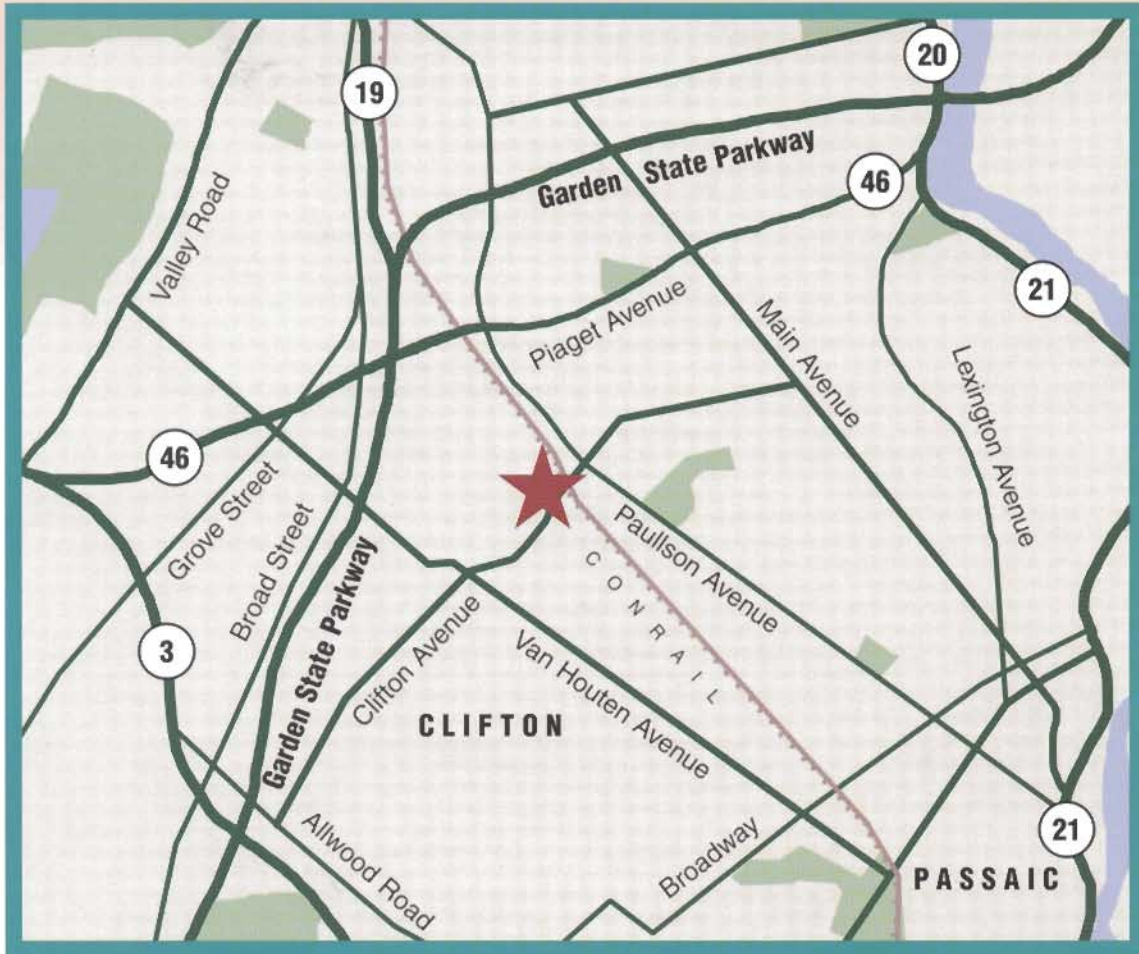 20
19
Garden State Parkway
46
Valley Road
21
Piaget Avenue
Main Avenue
Lexington Avenue
46
Grove Street
Broad Street
Paullson Avenue
CONRAIL
Garden State Parkway
3
Clifton Avenue
Van Houten Avenue
CLIFTON
Allwood Road
Broadway
21
PASSAIC